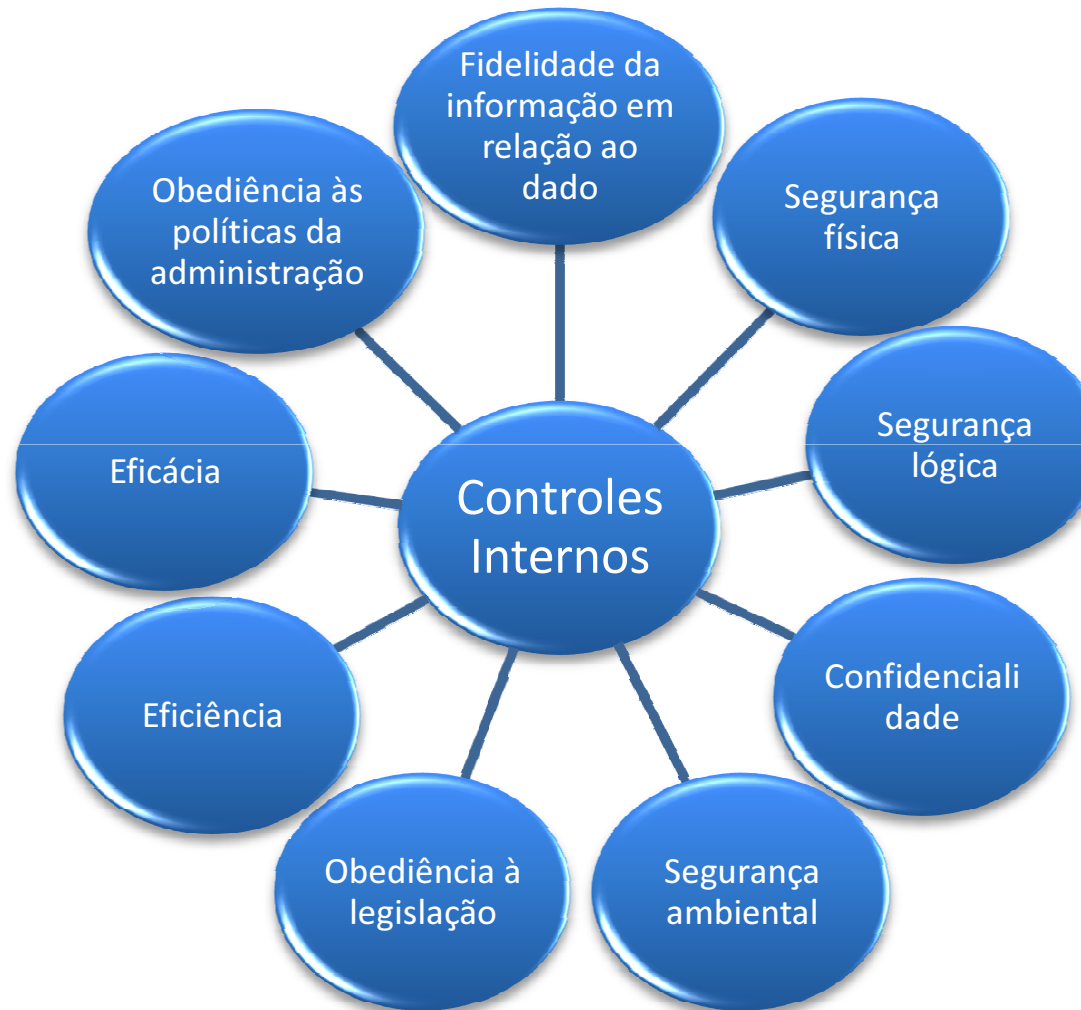 Fidelidade da
informação em
relação ao
dado
Segurança
física
Segurança
lógica
Confidenciali
dade
Segurança
ambiental
Obediência à
legislação
Eficiência
Eficácia
Obediência às
políticas da
administração
Controles
Internos